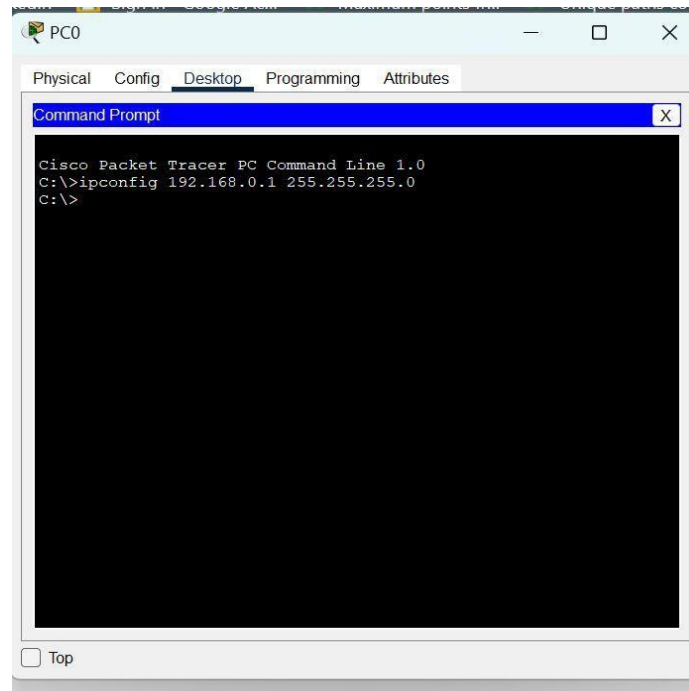 PC0
Physical Config Desktop Programming Attributes
Command Prompt
X
Cisco Packet Tracer PC Command Line 1.0
C:\>ipconfig 192.168.0.1 255.255.255.0
C:\>
Top